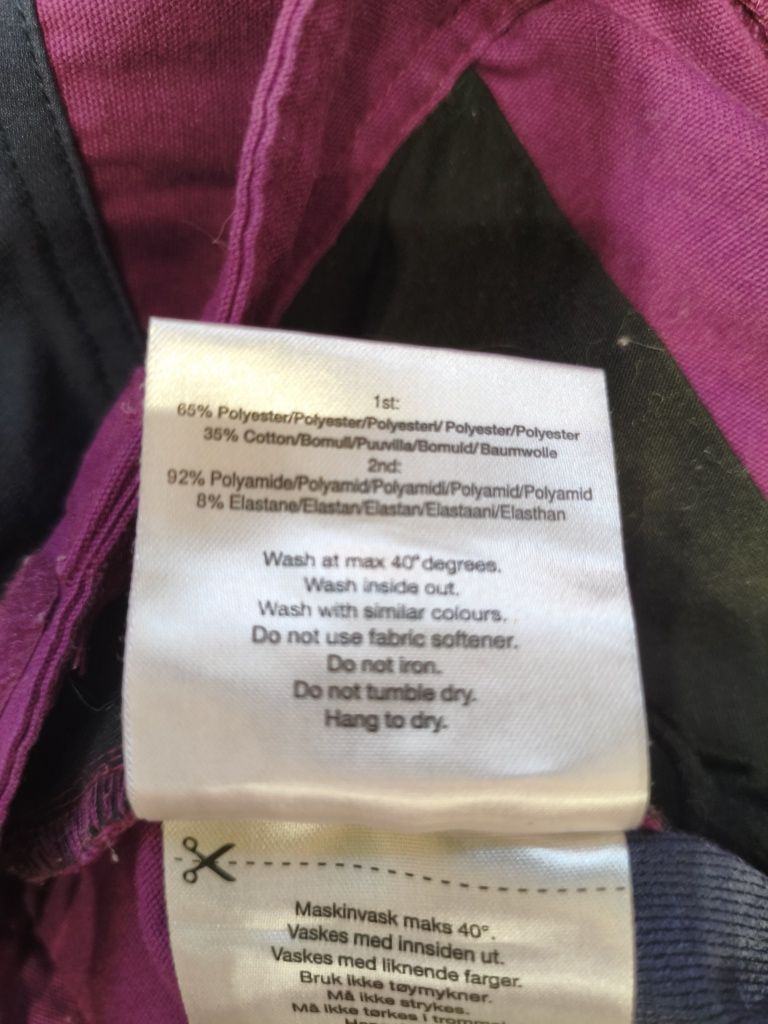 1st:
65% Polyester/Polyester/Polyesteri/ Polyester/Polyester
35% Cotton/Bomull/Puuvilla/Bomuld/Baumwolle
2nd:
92% Polyamide/Polyamid/Polyamidi/Polyamid/Polyamid
8% Elastane/Elastan/Elastan/Elastaani/Elasthan
Wash at max 40° degrees.
Wash inside out.
Wash with similar colours.
Do not use fabric softener.
Do not iron.
Do not tumble dry.
Hang to dry.
Maskinvask maks 40°.
Vaskes med innsiden ut.
Vaskes med liknende farger.
Bruk ikke tøymykner.
Må ikke strykes.
Må ikke tørkes i